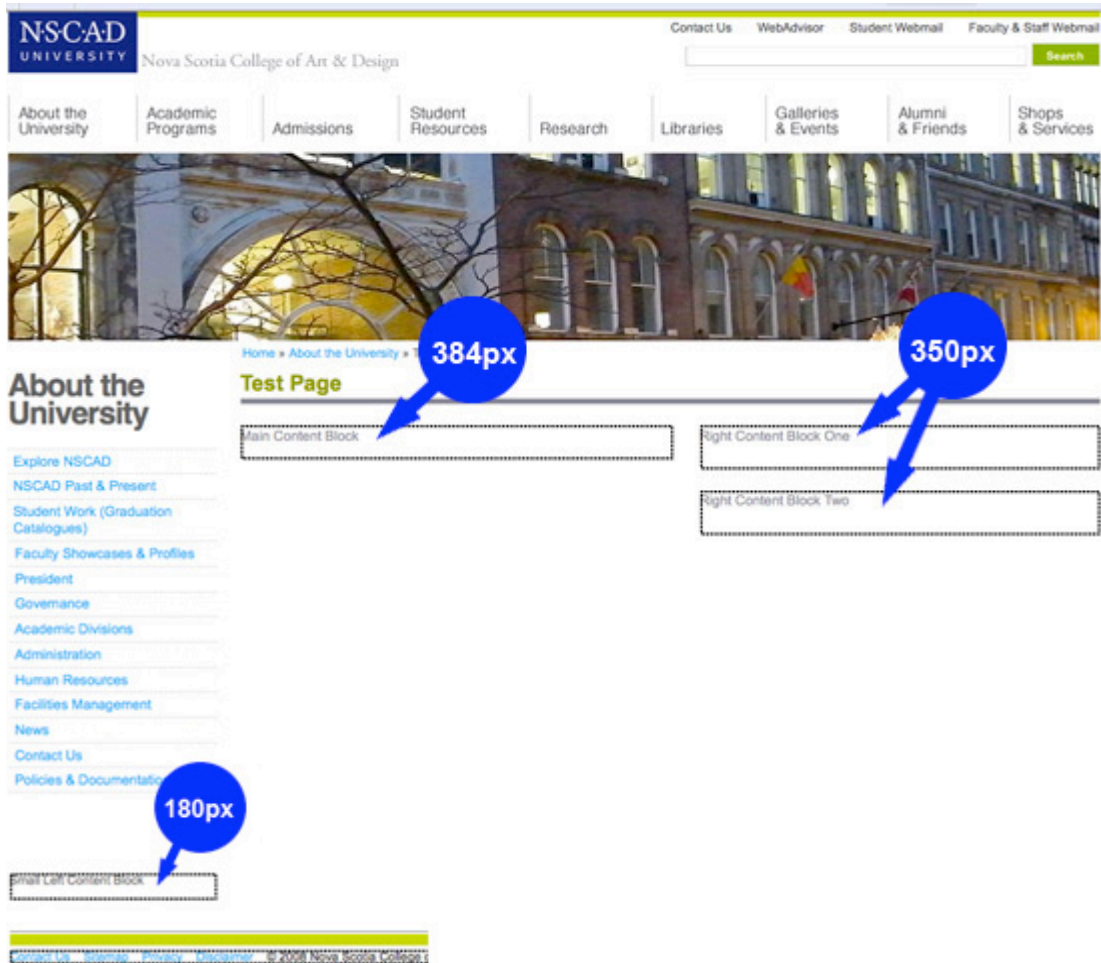 N·S·C·A·D
UNIVERSITY
Nova Scotia College of Art & Design
Contact Us WebAdvisor Student Webmail Faculty & Staff Webmail
Search
About the
University
Academic
Programs
Admissions
Student
Resources
Research
Libraries
Galleries
& Events
Alumni
& Friends
Shops
& Services
Home » About the University »
384px
350px
About the
University
Test Page
Main Content Block
Right Content Block One
Right Content Block Two
Explore NSCAD
NSCAD Past & Present
Student Work (Graduation
Catalogues)
Faculty Showcases & Profiles
President
Governance
Academic Divisions
Administration
Human Resources
Facilities Management
News
Contact Us
Policies & Documentatio
180px
Small Left Content Block
Contact Us Sitemap Privacy Disclaimer © 2008 Nova Scotia College